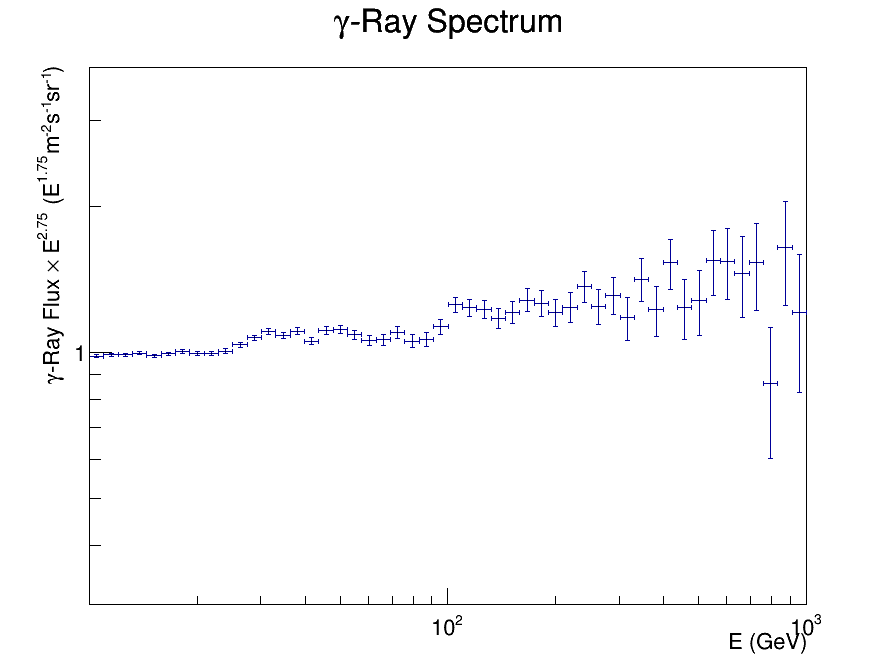 γ-Ray Spectrum
γ-Ray Flux × E^2.75 (E^1.75 m^-2 s^-1 sr^-1)
1
10^2
10^3
E (GeV)